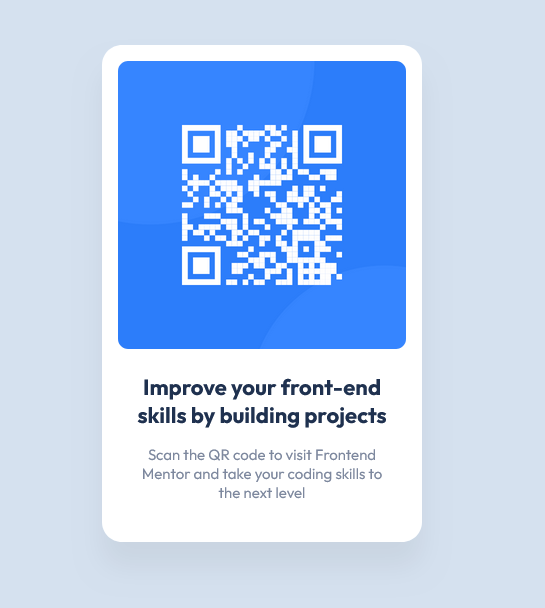 Improve your front-end
skills by building projects
Scan the QR code to visit Frontend
Mentor and take your coding skills to
the next level